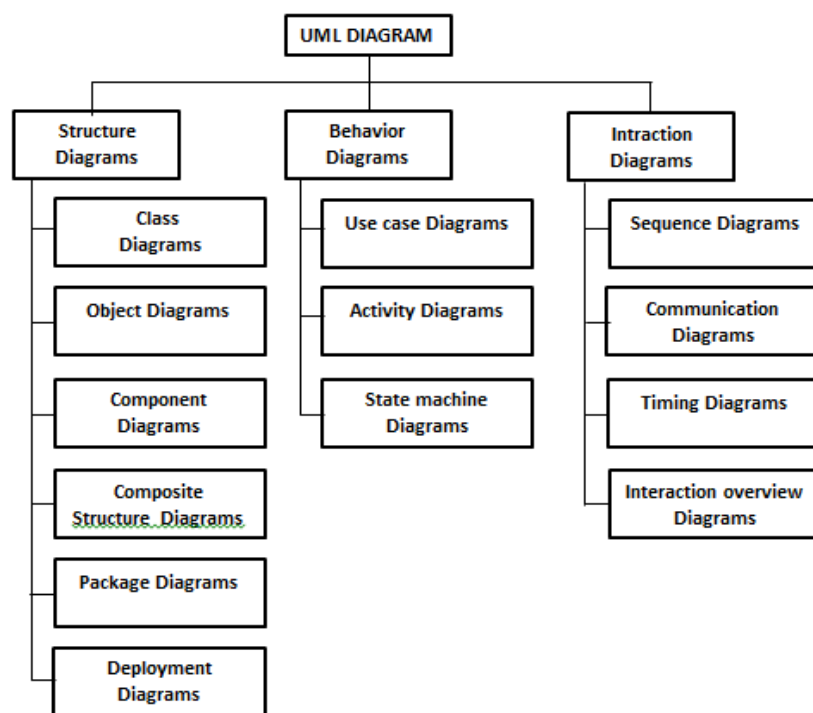 UML DIAGRAM
Structure
Diagrams
Behavior
Diagrams
Intraction
Diagrams
Class
Diagrams
Object Diagrams
Component
Diagrams
Composite
Structure Diagrams
Package Diagrams
Deployment
Diagrams
Use case Diagrams
Activity Diagrams
State machine
Diagrams
Sequence Diagrams
Communication
Diagrams
Timing Diagrams
Interaction overview
Diagrams